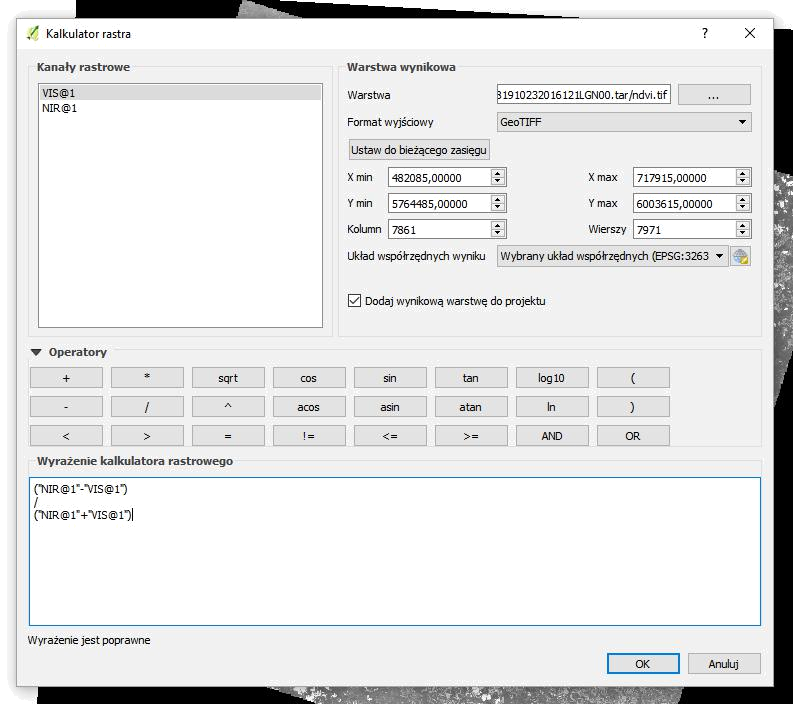 Kalkulator rastra
?
Kanały rastrowe
VIS@1
NIR@1
Warstwa wynikowa
Warstwa 31910232016121LGN00.tar/ndvi.tif ...
Format wyjściowy GeoTIFF
Ustaw do bieżącego zasięgu
X min 482085,00000 X max 717915,00000
Y min 5764485,00000 Y max 6003615,00000
Kolumn 7861 Wierszy 7971
Układ współrzędnych wyniku Wybrany układ współrzędnych (EPSG:3263
Dodaj wynikową warstwę do projektu
Operatory
+ * sqrt cos sin tan log10 (
- / ^ acos asin atan ln )
< > = != <= >= AND OR
Wyrażenie kalkulatora rastrowego
("NIR@1"-"VIS@1")
/
("NIR@1"+"VIS@1")
Wyrażenie jest poprawne
OK Anuluj